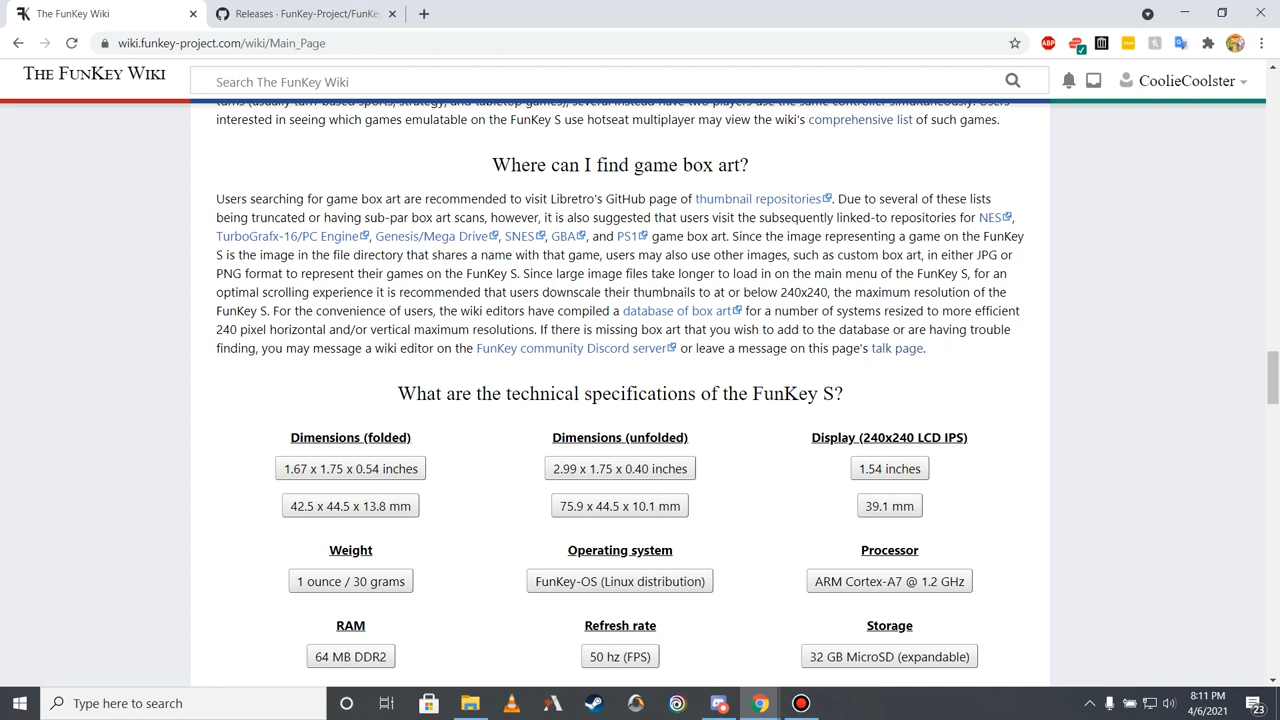 The FunKey Wiki
Releases · FunKey-Project/FunKey
wiki.funkey-project.com/wiki/Main_Page
THE FUNKEY WIKI
Search The FunKey Wiki
CoolieCoolster
turns (usually turn-based sports, strategy, and tabletop games), several instead have two players use the same controller simultaneously. Users
interested in seeing which games emulatable on the FunKey S use hotseat multiplayer may view the wiki's comprehensive list of such games.
Where can I find game box art?
Users searching for game box art are recommended to visit Libretro's GitHub page of thumbnail repositories. Due to several of these lists
being truncated or having sub-par box art scans, however, it is also suggested that users visit the subsequently linked-to repositories for NES,
TurboGrafx-16/PC Engine, Genesis/Mega Drive, SNES, GBA, and PS1 game box art. Since the image representing a game on the FunKey
S is the image in the file directory that shares a name with that game, users may also use other images, such as custom box art, in either JPG or
PNG format to represent their games on the FunKey S. Since large image files take longer to load in on the main menu of the FunKey S, for an
optimal scrolling experience it is recommended that users downscale their thumbnails to at or below 240x240, the maximum resolution of the
FunKey S. For the convenience of users, the wiki editors have compiled a database of box art for a number of systems resized to more efficient
240 pixel horizontal and/or vertical maximum resolutions. If there is missing box art that you wish to add to the database or are having trouble
finding, you may message a wiki editor on the FunKey community Discord server or leave a message on this page's talk page.
What are the technical specifications of the FunKey S?
Dimensions (folded) Dimensions (unfolded) Display (240x240 LCD IPS)
1.67 x 1.75 x 0.54 inches 2.99 x 1.75 x 0.40 inches 1.54 inches
42.5 x 44.5 x 13.8 mm 75.9 x 44.5 x 10.1 mm 39.1 mm
Weight Operating system Processor
1 ounce / 30 grams FunKey-OS (Linux distribution) ARM Cortex-A7 @ 1.2 GHz
RAM Refresh rate Storage
64 MB DDR2 50 hz (FPS) 32 GB MicroSD (expandable)
Type here to search
8:11 PM
4/6/2021
23